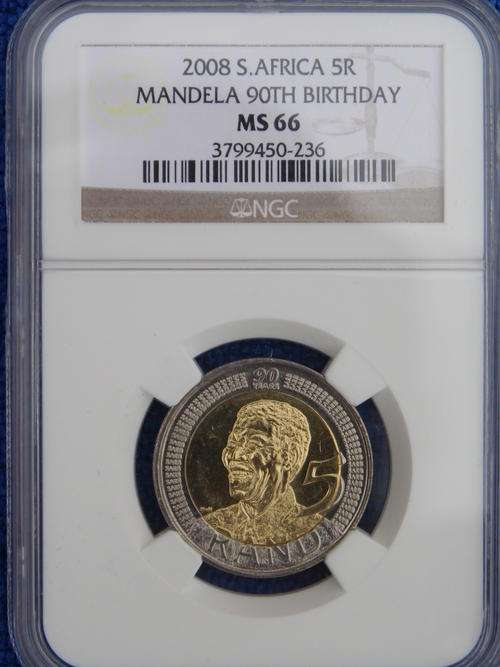 2008 S.AFRICA 5R
MANDELA 90TH BIRTHDAY
MS 66
3799450-236
NGC
90
YEARS
5
RAND